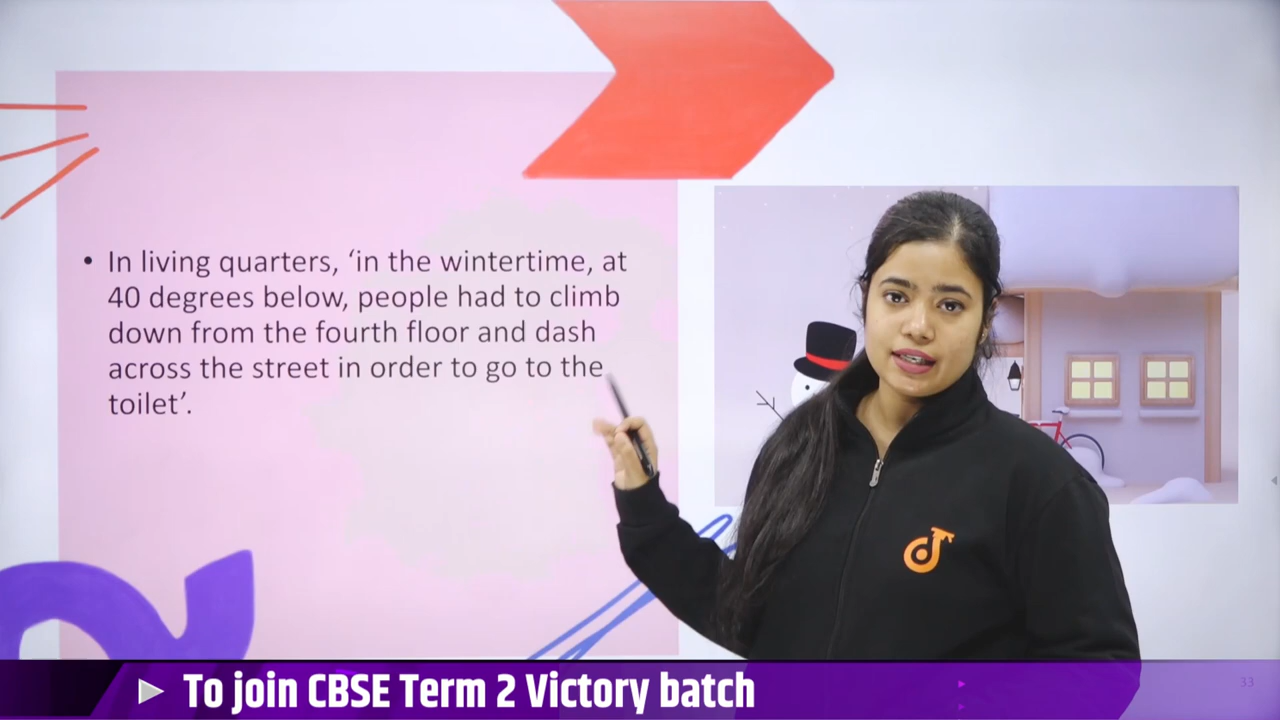 • In living quarters, ‘in the wintertime, at
40 degrees below, people had to climb
down from the fourth floor and dash
across the street in order to go to the
toilet’.
To join CBSE Term 2 Victory batch
33